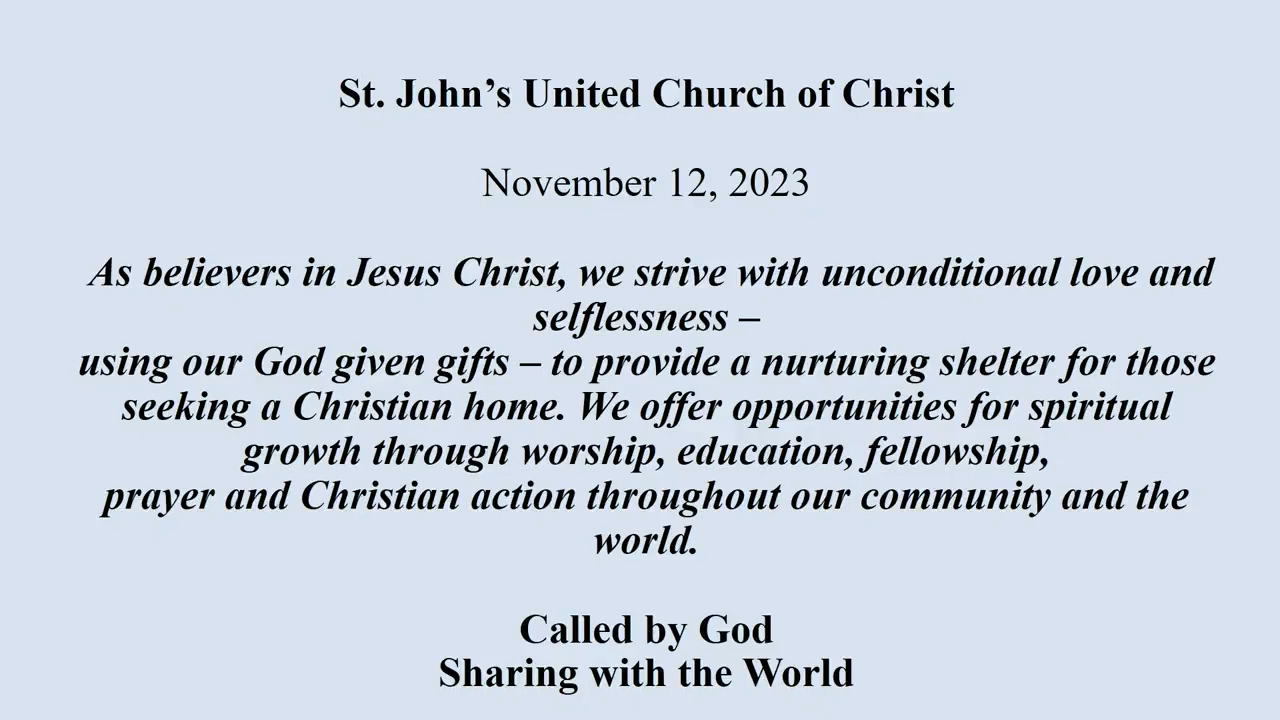 St. John’s United Church of Christ
November 12, 2023
As believers in Jesus Christ, we strive with unconditional love and
selflessness –
using our God given gifts – to provide a nurturing shelter for those
seeking a Christian home. We offer opportunities for spiritual
growth through worship, education, fellowship,
prayer and Christian action throughout our community and the
world.
Called by God
Sharing with the World